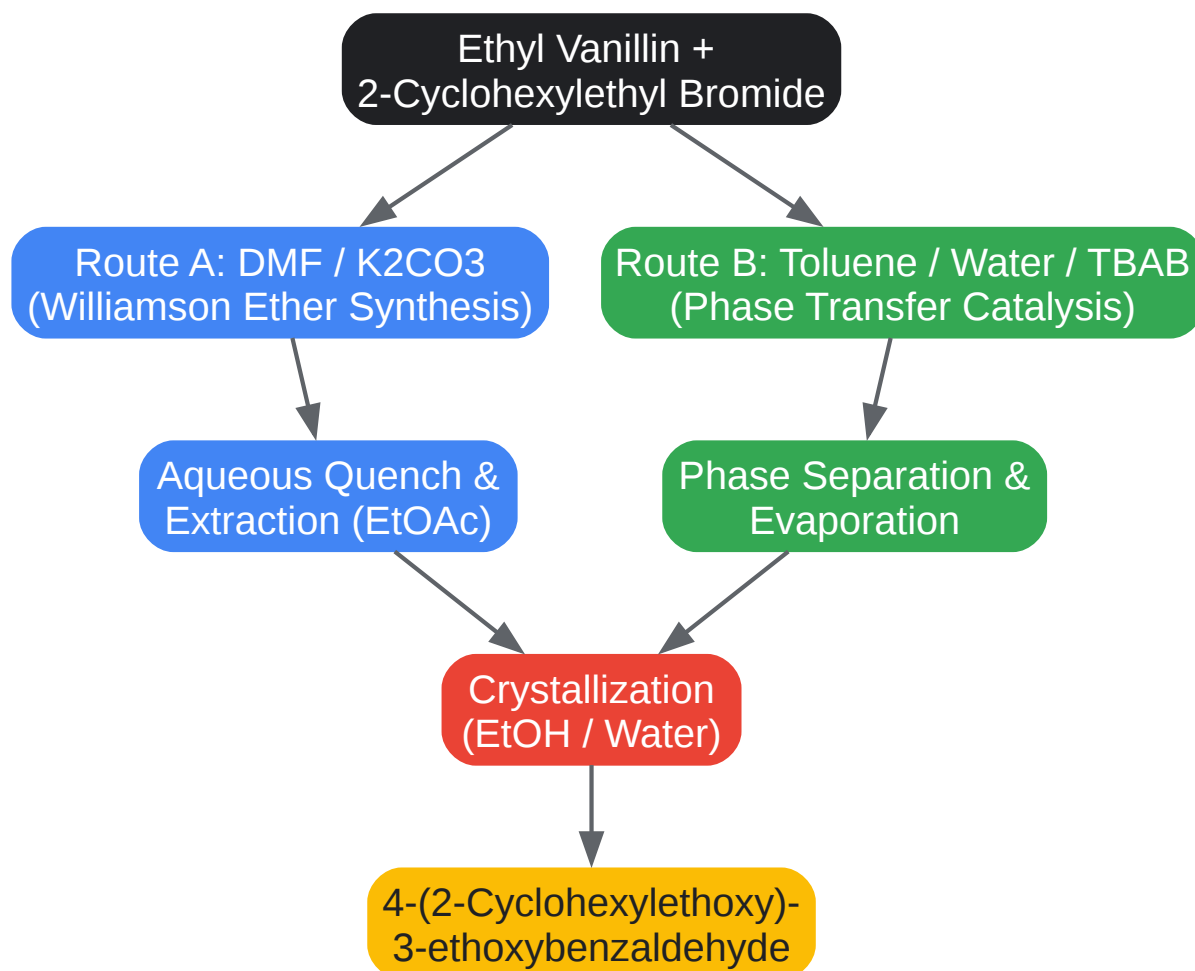 Ethyl Vanillin +
2-Cyclohexylethyl Bromide
Route A: DMF / K2CO3
(Williamson Ether Synthesis)
Route B: Toluene / Water / TBAB
(Phase Transfer Catalysis)
Aqueous Quench &
Extraction (EtOAc)
Phase Separation &
Evaporation
Crystallization
(EtOH / Water)
4-(2-Cyclohexylethoxy)-
3-ethoxybenzaldehyde